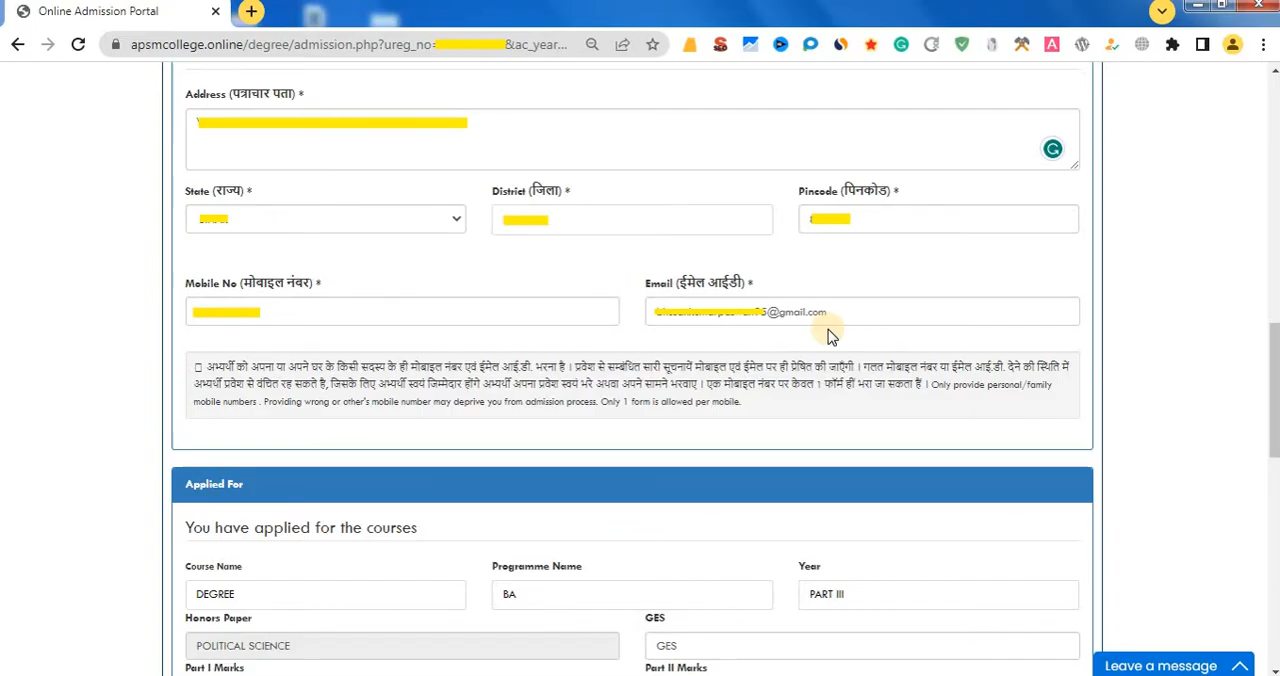 Online Admission Portal
apsmcollege.online/degree/admission.php?ureg_no= &ac_year...
Address (पत्राचार पता) *
State (राज्य) * District (जिला) * Pincode (पिनकोड) *
Mobile No (मोबाइल नंबर) * Email (ईमेल आईडी) *
5@gmail.com
अभ्यर्थी को अपना या अपने घर के किसी सदस्य के ही मोबाइल नंबर एवं ईमेल आई.डी. भरना है । प्रवेश से सम्बंधित सारी सूचनायें मोबाइल एवं ईमेल पर ही प्रेषित की जाएँगी । गलत मोबाइल नंबर या ईमेल आई.डी. देने की स्थिति में
अभ्यर्थी प्रवेश से वंचित रह सकते है, जिसके लिए अभ्यर्थी स्वयं जिम्मेदार होंगे अभ्यर्थी अपना प्रवेश स्वयं भरे अथवा अपने सामने भरवाए । एक मोबाइल नंबर पर केवल 1 फॉर्म हीं भरा जा सकता हैं । Only provide personal/family
mobile numbers . Providing wrong or other's mobile number may deprive you from admission process. Only 1 form is allowed per mobile.
Applied For
You have applied for the courses
Course Name Programme Name Year
DEGREE BA PART III
Honors Paper GES
POLITICAL SCIENCE GES
Part I Marks Part II Marks
Leave a message